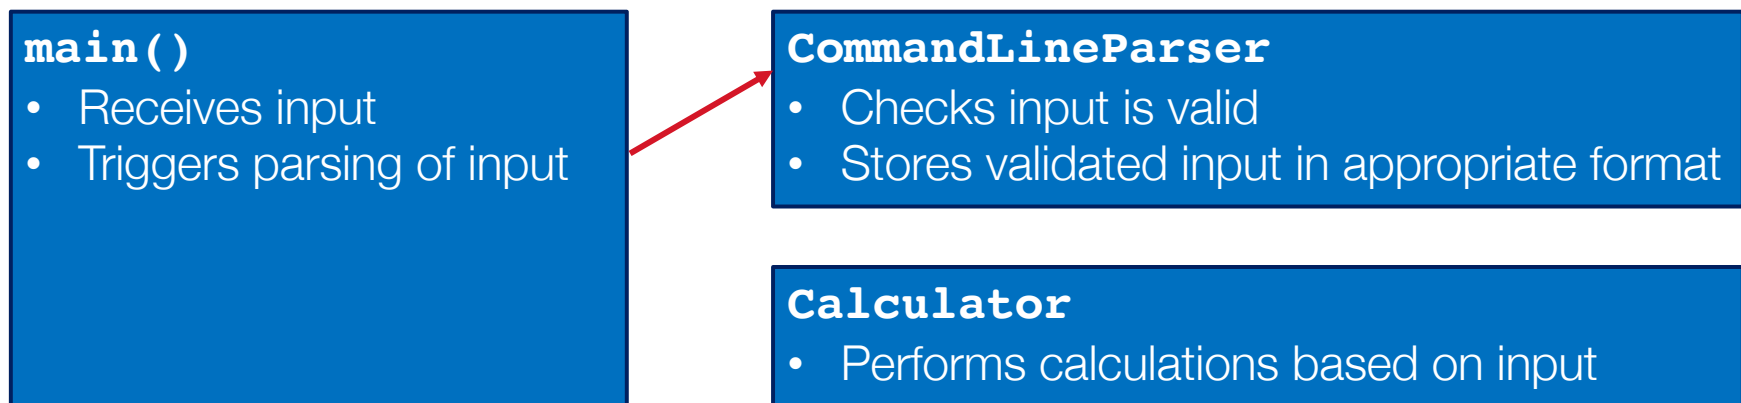 main()
• Receives input
• Triggers parsing of input
CommandLineParser
• Checks input is valid
• Stores validated input in appropriate format
Calculator
• Performs calculations based on input